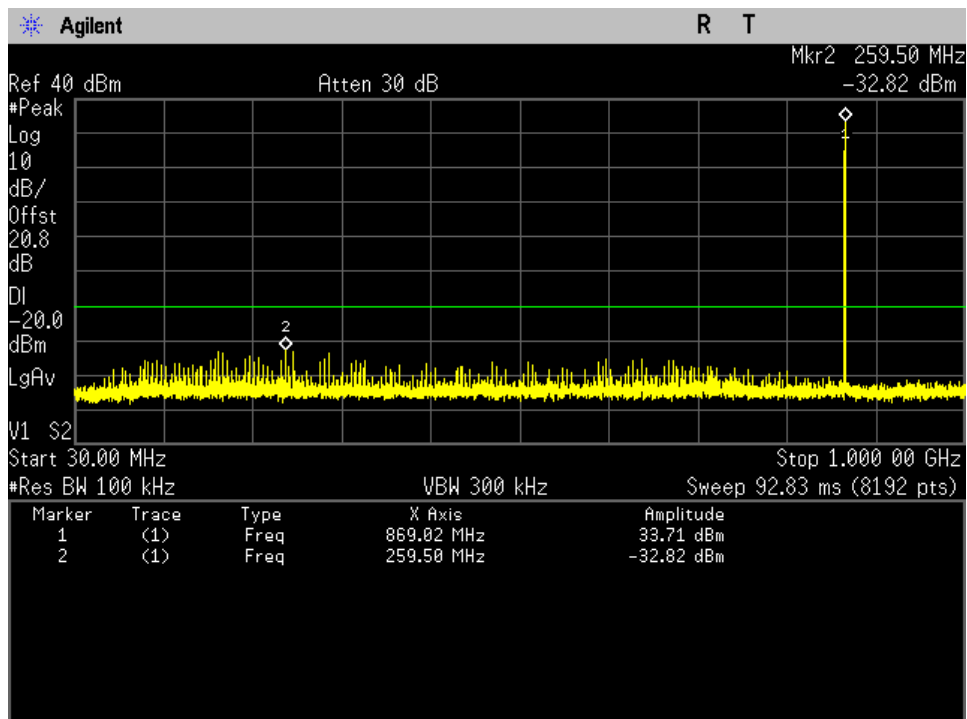 Agilent R T
Mkr2 259.50 MHz
Ref 40 dBm Atten 30 dB -32.82 dBm
#Peak
Log
10
dB/
Offst
20.8
dB
DI
-20.0
dBm
LgAv
V1 S2
1
2
Start 30.00 MHz Stop 1.000 00 GHz
#Res BW 100 kHz VBW 300 kHz Sweep 92.83 ms (8192 pts)
Marker Trace Type X Axis Amplitude
1 (1) Freq 869.02 MHz 33.71 dBm
2 (1) Freq 259.50 MHz -32.82 dBm